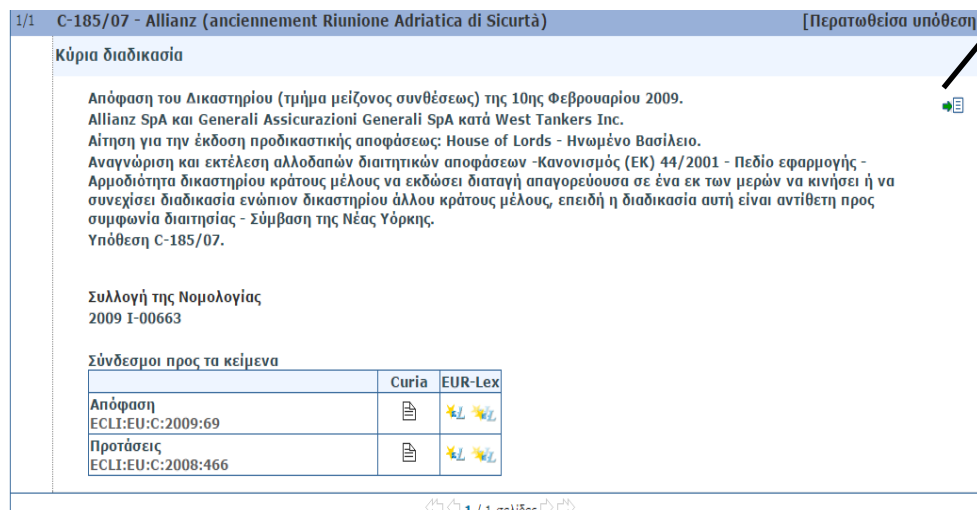 1/1 C-185/07 - Allianz (anciennement Riunione Adriatica di Sicurtà) [Περατωθείσα υπόθεση
Κύρια διαδικασία
Απόφαση του Δικαστηρίου (τμήμα μείζονος συνθέσεως) της 10ης Φεβρουαρίου 2009.
Allianz SpA και Generali Assicurazioni Generali SpA κατά West Tankers Inc.
Αίτηση για την έκδοση προδικαστικής αποφάσεως: House of Lords - Ηνωμένο Βασίλειο.
Αναγνώριση και εκτέλεση αλλοδαπών διαιτητικών αποφάσεων -Κανονισμός (ΕΚ) 44/2001 - Πεδίο εφαρμογής -
Αρμοδιότητα δικαστηρίου κράτους μέλους να εκδώσει διαταγή απαγορεύουσα σε ένα εκ των μερών να κινήσει ή να
συνεχίσει διαδικασία ενώπιον δικαστηρίου άλλου κράτους μέλους, επειδή η διαδικασία αυτή είναι αντίθετη προς
συμφωνία διαιτησίας - Σύμβαση της Νέας Υόρκης.
Υπόθεση C-185/07.
Συλλογή της Νομολογίας
2009 I-00663
Σύνδεσμοι προς τα κείμενα
Curia EUR-Lex
Απόφαση
ECLI:EU:C:2009:69
Προτάσεις
ECLI:EU:C:2008:466
1 / 1 σελίδες